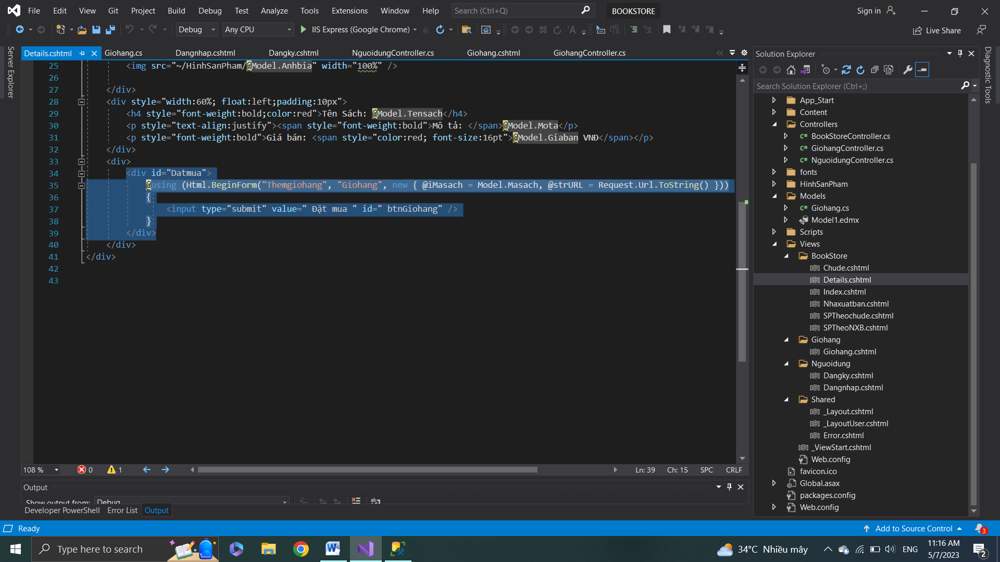 File Edit View Git Project Build Debug Test Analyze Tools Extensions Window Help Search (Ctrl+Q) BOOKSTORE Sign in
Debug Any CPU IIS Express (Google Chrome) Live Share
Server Explorer
Details.cshtml Giohang.cs Dangnhap.cshtml Dangky.cshtml NguoidungController.cs Giohang.cshtml GiohangController.cs
25 <img src="~/HinhSanPham/@Model.Anhbia" width="100%" />
26
27 </div>
28 <div style="width:60%; float:left;padding:10px">
29 <h4 style="font-weight:bold;color:red">Tên Sách: @Model.Tensach</h4>
30 <p style="text-align:justify"><span style="font-weight:bold">Mô tả: </span>@Model.Mota</p>
31 <p style="font-weight:bold">Giá bán: <span style="color:red; font-size:16pt">@Model.Giaban VNĐ</span></p>
32 </div>
33 <div>
34 <div id="Datmua">
35 @using (Html.BeginForm("Themgiohang", "Giohang", new { @iMasach = Model.Masach, @strURL = Request.Url.ToString() }))
36 {
37 <input type="submit" value=" Đặt mua " id=" btnGiohang" />
38 }
39 </div>
40 </div>
41 </div>
42
43
108 % 0 1 Ln: 39 Ch: 15 SPC CRLF
Output
Show output from: Debug
Developer PowerShell Error List Output
Solution Explorer
Search Solution Explorer (Ctrl+;)
App_Start
Content
Controllers
C# BookStoreController.cs
C# GiohangController.cs
C# NguoidungController.cs
fonts
HinhSanPham
Models
C# Giohang.cs
Model1.edmx
Scripts
Views
BookStore
[@] Chude.cshtml
[@] Details.cshtml
[@] Index.cshtml
[@] Nhaxuatban.cshtml
[@] SPTheochude.cshtml
[@] SPTheoNXB.cshtml
Giohang
[@] Giohang.cshtml
Nguoidung
[@] Dangky.cshtml
[@] Dangnhap.cshtml
Shared
[@] _Layout.cshtml
[@] _LayoutUser.cshtml
[@] Error.cshtml
[@] _ViewStart.cshtml
Web.config
favicon.ico
Global.asax
packages.config
Web.config
Diagnostic Tools
Ready Add to Source Control 3
Type here to search 34°C Nhiều mây ENG 11:16 AM
5/7/2023 2